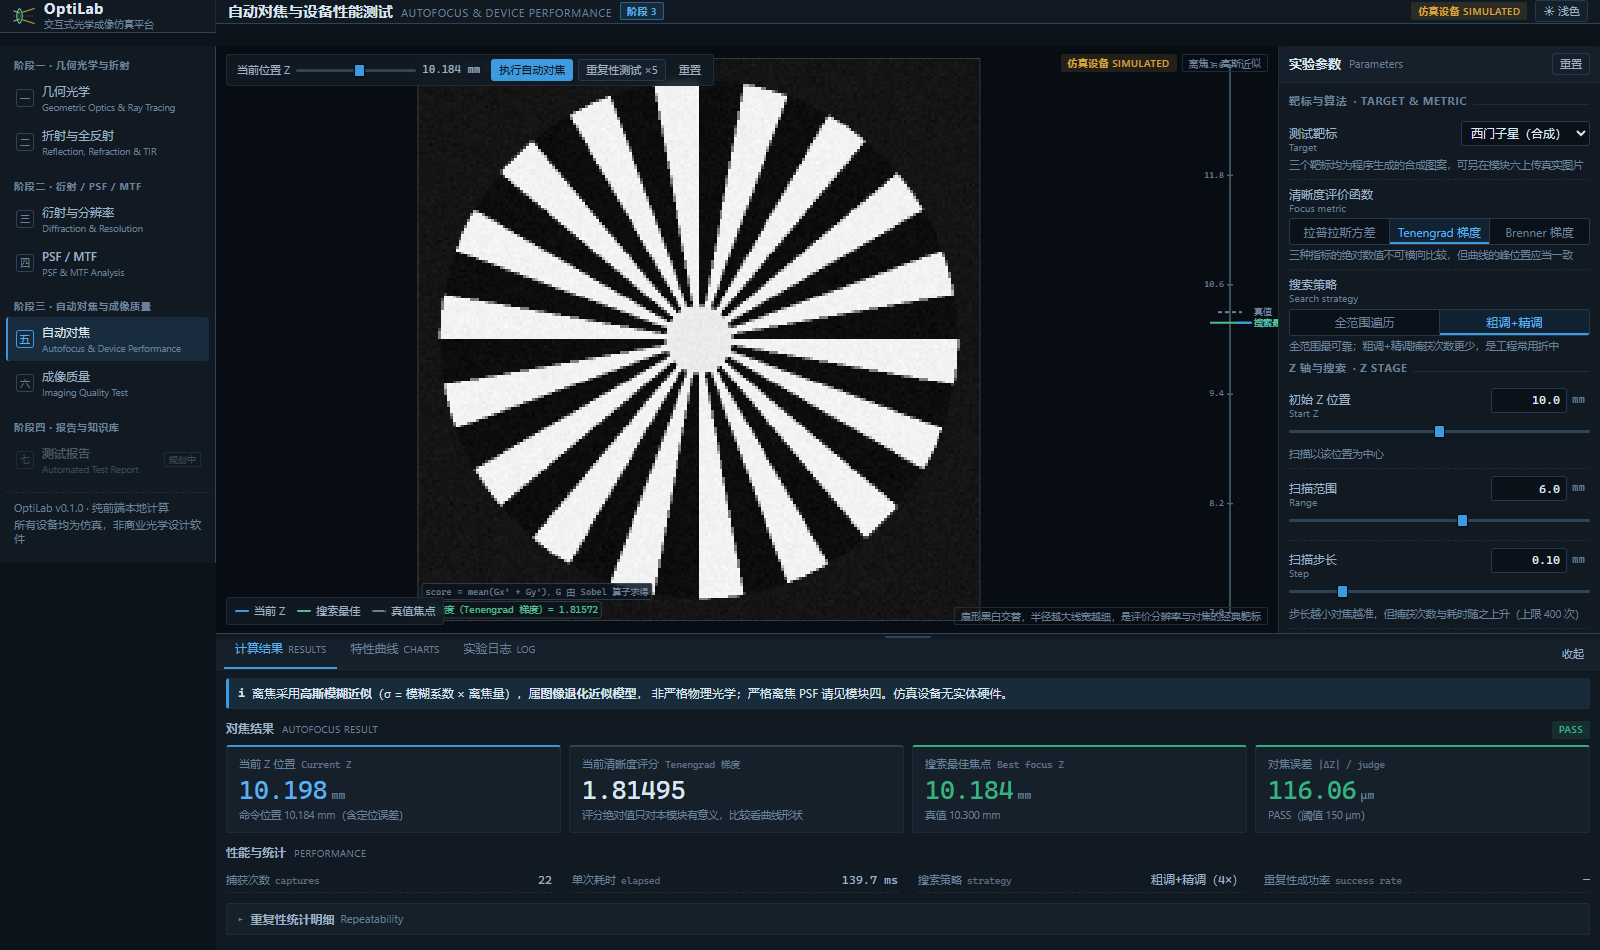 OptiLab
交互式光学成像仿真平台
自动对焦与设备性能测试 AUTOFOCUS & DEVICE PERFORMANCE 阶段 3
仿真设备 SIMULATED
☀ 浅色
阶段一 · 几何光学与折射
一 几何光学
Geometric Optics & Ray Tracing
二 折射与全反射
Reflection, Refraction & TIR
阶段二 · 衍射 / PSF / MTF
三 衍射与分辨率
Diffraction & Resolution
四 PSF / MTF
PSF & MTF Analysis
阶段三 · 自动对焦与成像质量
五 自动对焦
Autofocus & Device Performance
六 成像质量
Imaging Quality Test
阶段四 · 报告与知识库
七 测试报告 规划中
Automated Test Report
OptiLab v0.1.0 · 纯前端本地计算
所有设备均为仿真，非商业光学设计软
件
当前位置 Z 10.184 mm 执行自动对焦 重复性测试 ×5 重置
仿真设备 SIMULATED
离焦→高斯近似
11.8
10.6
真值
搜索最
9.4
8.2
score = mean(Gx² + Gy²)，G 由 Sobel 算子求得
度（Tenengrad 梯度）= 1.81572
当前 Z 搜索最佳 真值焦点
扇形黑白交替，半径越大线宽越细，是评价分辨率与对焦的经典靶标
实验参数 Parameters 重置
靶标与算法 · TARGET & METRIC
测试靶标 西门子星（合成）
Target
三个靶标均为程序生成的合成图案，可另在模块六上传真实图片
清晰度评价函数
Focus metric
拉普拉斯方差 Tenengrad 梯度 Brenner 梯度
三种指标的绝对数值不可横向比较，但曲线的峰位置应当一致
搜索策略
Search strategy
全范围遍历 粗调+精调
全范围最可靠；粗调+精调捕获次数更少，是工程常用折中
Z 轴与搜索 · Z STAGE
初始 Z 位置 10.0 mm
Start Z
扫描以该位置为中心
扫描范围 6.0 mm
Range
扫描步长 0.10 mm
Step
步长越小对焦越准，但捕获次数与耗时随之上升（上限 400 次）
计算结果 RESULTS 特性曲线 CHARTS 实验日志 LOG 收起
i 离焦采用高斯模糊近似（σ = 模糊系数 × 离焦量），属图像退化近似模型，非严格物理光学；严格离焦 PSF 请见模块四。仿真设备无实体硬件。
对焦结果 AUTOFOCUS RESULT PASS
当前 Z 位置 Current Z
10.198 mm
命令位置 10.184 mm（含定位误差）
当前清晰度评分 Tenengrad 梯度
1.81495
评分绝对值只对本模块有意义，比较看曲线形状
搜索最佳焦点 Best focus Z
10.184 mm
真值 10.300 mm
对焦误差 |ΔZ| / judge
116.06 μm
PASS（阈值 150 μm）
性能与统计 PERFORMANCE
捕获次数 captures 22
单次耗时 elapsed 139.7 ms
搜索策略 strategy 粗调+精调（4×）
重复性成功率 success rate —
▸ 重复性统计明细 Repeatability